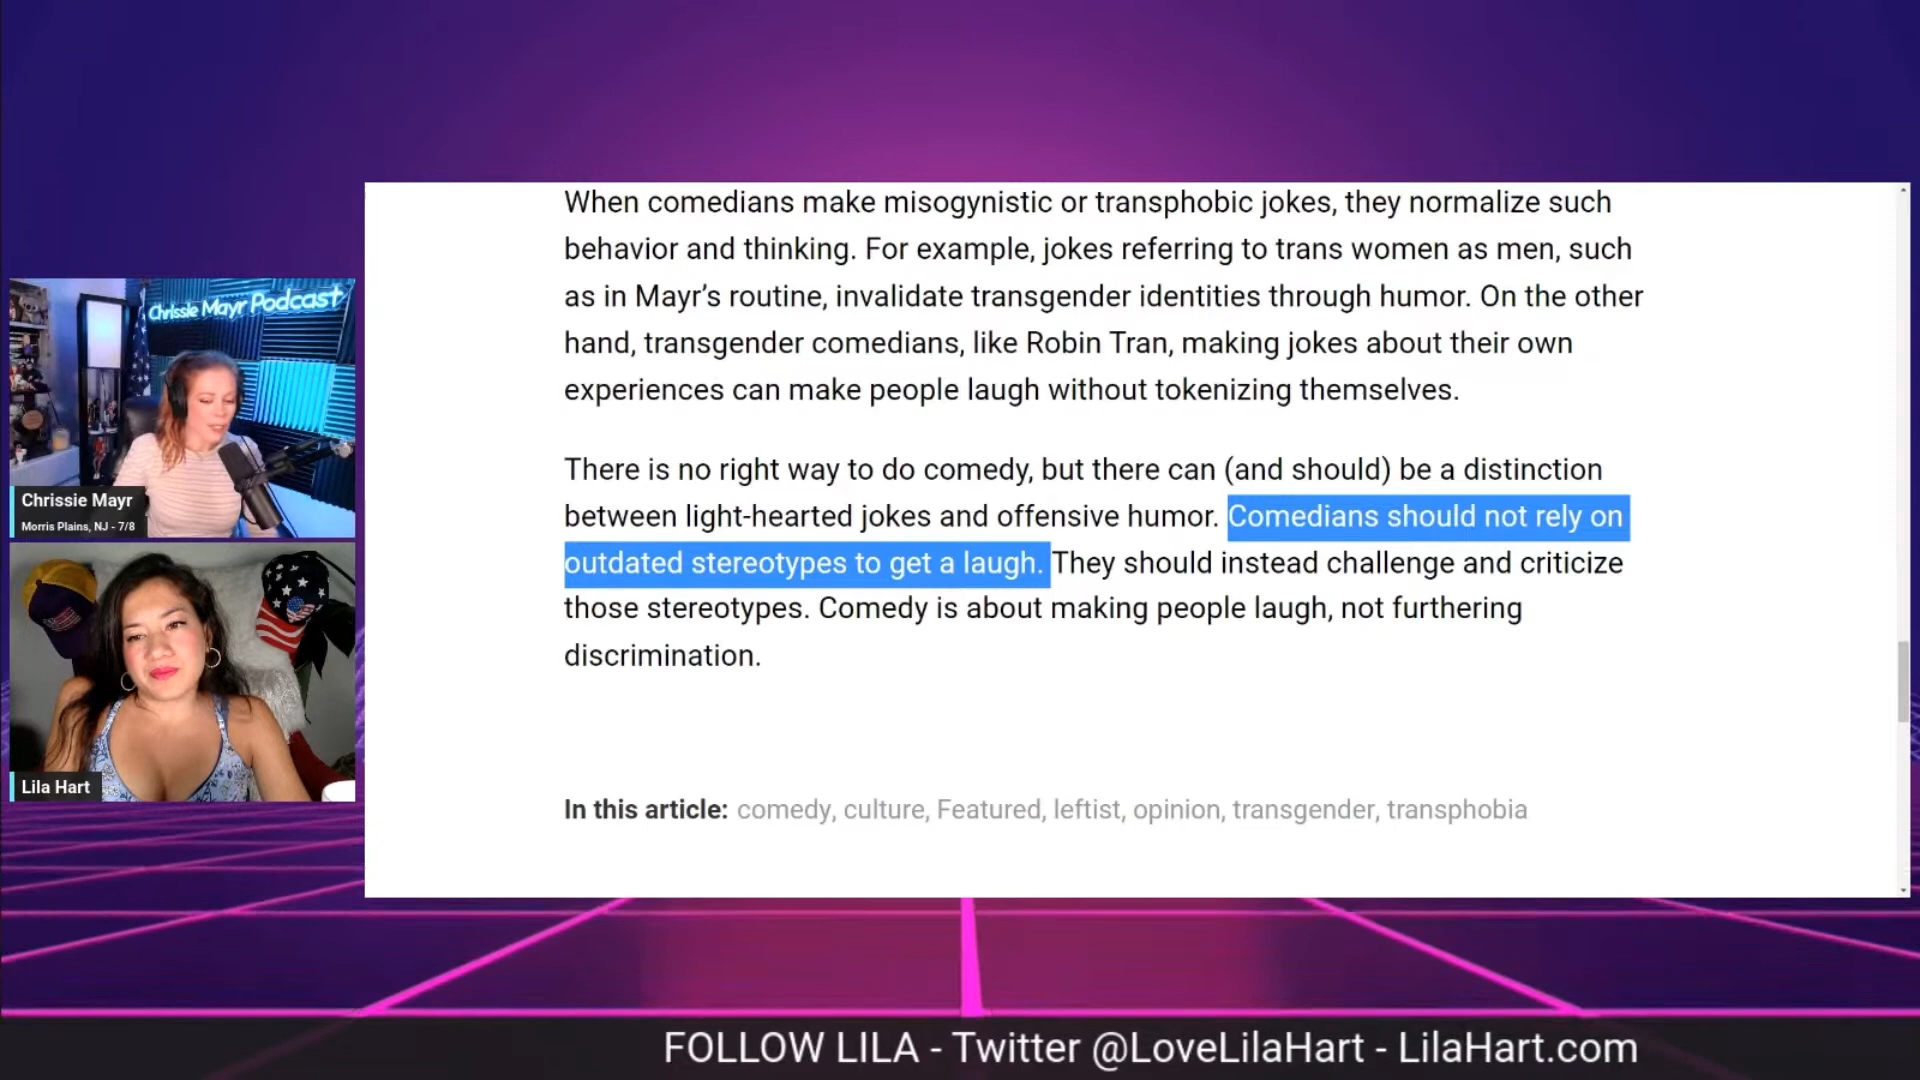 When comedians make misogynistic or transphobic jokes, they normalize such
behavior and thinking. For example, jokes referring to trans women as men, such
as in Mayr’s routine, invalidate transgender identities through humor. On the other
hand, transgender comedians, like Robin Tran, making jokes about their own
experiences can make people laugh without tokenizing themselves.
There is no right way to do comedy, but there can (and should) be a distinction
between light-hearted jokes and offensive humor. Comedians should not rely on
outdated stereotypes to get a laugh. They should instead challenge and criticize
those stereotypes. Comedy is about making people laugh, not furthering
discrimination.
In this article: comedy, culture, Featured, leftist, opinion, transgender, transphobia
Chrissie Mayr Podcast
Chrissie Mayr
Morris Plains, NJ - 7/8
Lila Hart
FOLLOW LILA - Twitter @LoveLilaHart - LilaHart.com